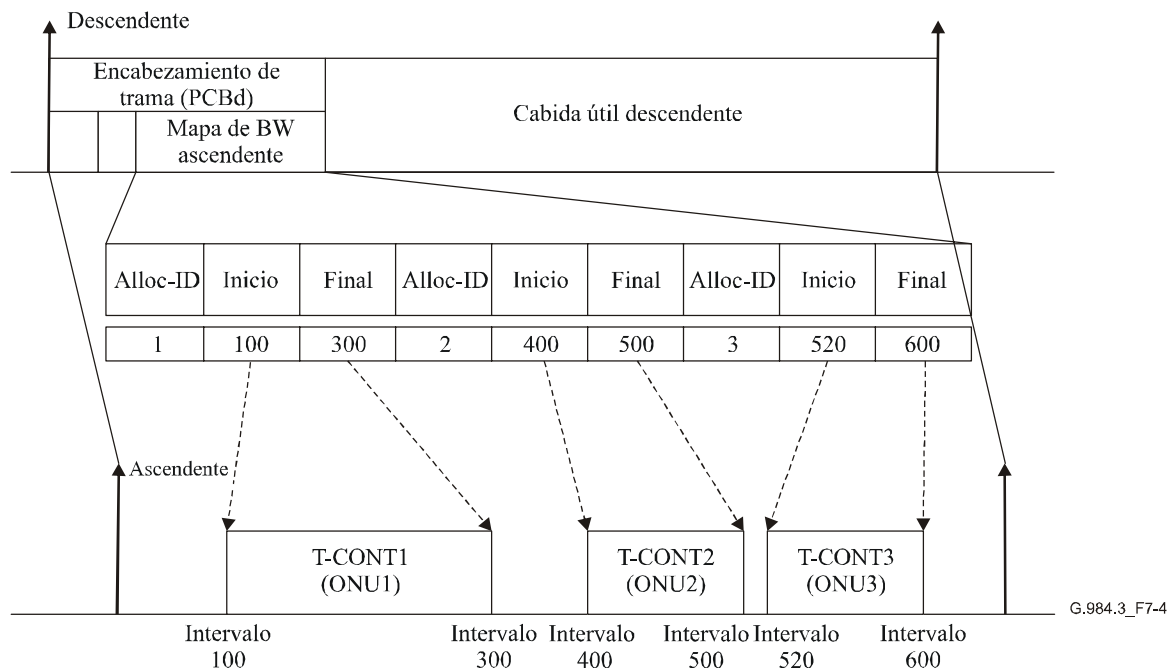 Descendente
Encabezamiento de
trama (PCBd)
Cabida útil descendente
Mapa de BW
ascendente
Alloc-ID Inicio Final Alloc-ID Inicio Final Alloc-ID Inicio Final
1 100 300 2 400 500 3 520 600
Ascendente
T-CONT1
(ONU1)
T-CONT2
(ONU2)
T-CONT3
(ONU3)
G.984.3_F7-4
Intervalo
100
Intervalo
300
Intervalo
400
Intervalo
500
Intervalo
520
Intervalo
600